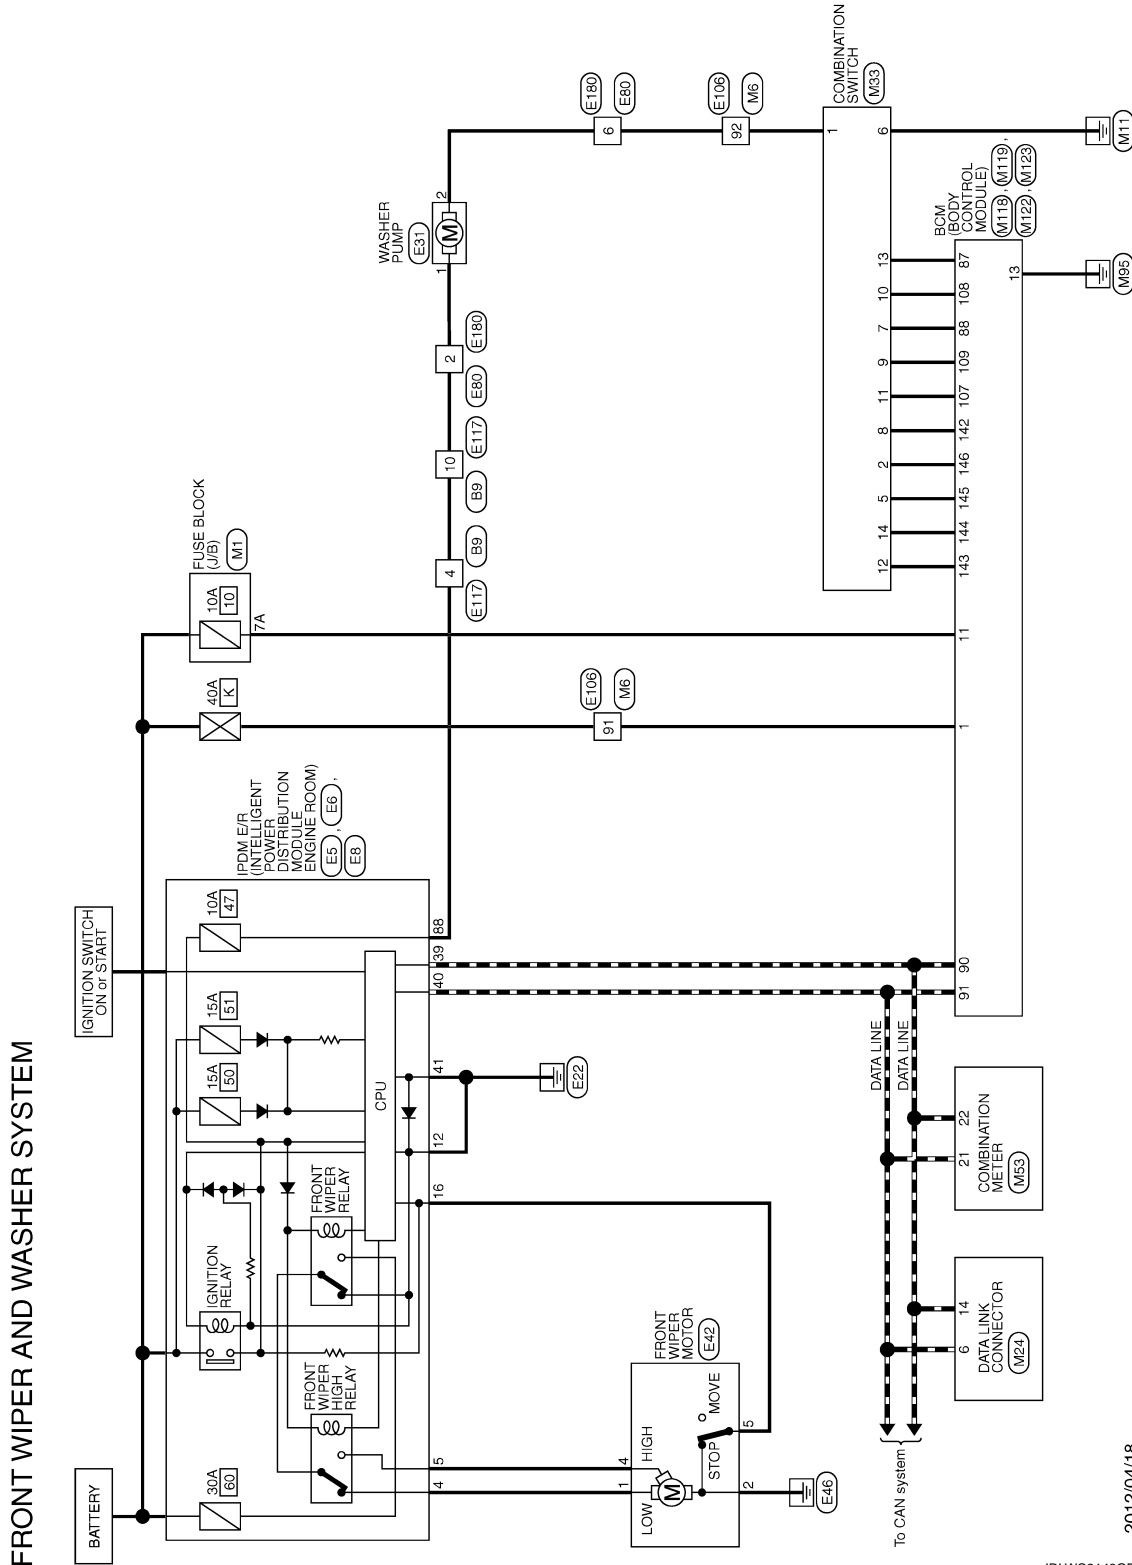 FRONT WIPER AND WASHER SYSTEM
BATTERY
IGNITION SWITCH
ON or START
40A
K
FUSE BLOCK
(J/B)
M1
10A
10
7A
30A
60
FRONT
WIPER
HIGH
RELAY
IGNITION
RELAY
FRONT
WIPER
RELAY
15A
50
15A
51
10A
47
CPU
IPDM E/R
(INTELLIGENT
POWER
DISTRIBUTION
MODULE
ENGINE ROOM)
E5 , E6 ,
E8
4
5
16
12
41
40
39
88
E22
E117
4
B9
B9
10
E117
E80
2
E180
WASHER
PUMP
E31
1
M
2
E106
91
M6
E180
6
E80
E106
92
M6
FRONT
WIPER
MOTOR
E42
1
4
LOW
HIGH
M
STOP
MOVE
2
5
E46
COMBINATION
SWITCH
M33
1
12
14
5
2
8
11
9
7
10
13
6
DATA LINE
DATA LINE
To CAN system
BCM
(BODY
CONTROL
MODULE)
M118 , M119 ,
M122 , M123
91
90
1
11
143
144
145
146
142
107
109
88
108
87
13
6
14
DATA LINK
CONNECTOR
M24
21
22
COMBINATION
METER
M53
M95
M11